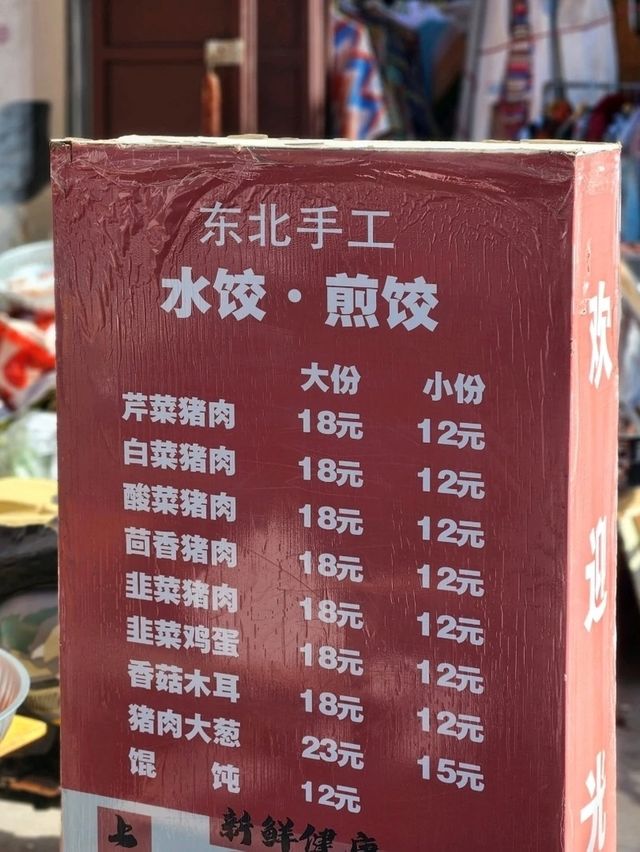 东北手工
水饺·煎饺
大份 小份
芹菜猪肉 18元 12元
白菜猪肉 18元 12元
酸菜猪肉 18元 12元
茴香猪肉 18元 12元
韭菜猪肉 18元 12元
韭菜鸡蛋 18元 12元
香菇木耳 18元 12元
猪肉大葱 23元 15元
馄饨 12元
新鲜健康
欢迎光